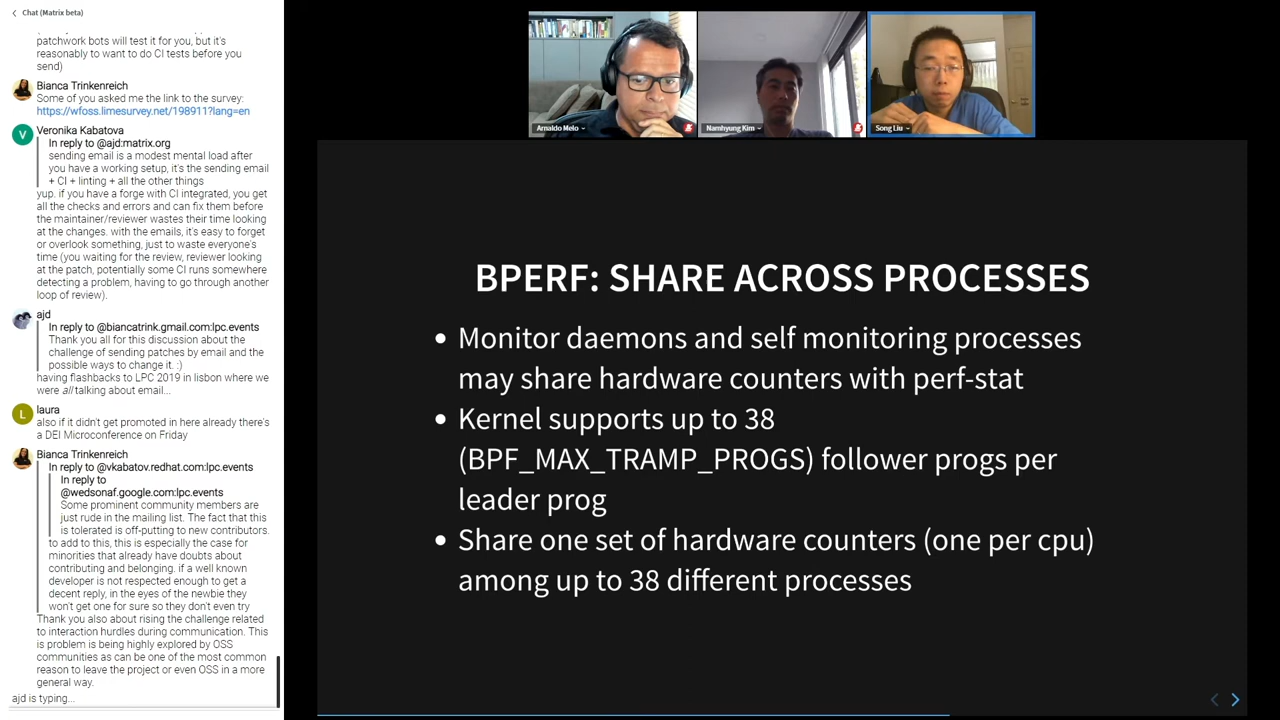 Chat (Matrix beta)
patchwork bots will test it for you, but it's
reasonably to want to do CI tests before you
send)
Bianca Trinkenreich
Some of you asked me the link to the survey:
https://wfoss.limesurvey.net/198911?lang=en
V
Veronika Kabatova
In reply to @ajd:matrix.org
sending email is a modest mental load after
you have a working setup, it's the sending email
+ CI + linting + all the other things
yup. if you have a forge with CI integrated, you get
all the checks and errors and can fix them before
the maintainer/reviewer wastes their time looking
at the changes. with the emails, it's easy to forget
or overlook something, just to waste everyone's
time (you waiting for the review, reviewer looking
at the patch, potentially some CI runs somewhere
detecting a problem, having to go through another
loop of review).
ajd
In reply to @biancatrink.gmail.com:lpc.events
Thank you all for this discussion about the
challenge of sending patches by email and the
possible ways to change it. :)
having flashbacks to LPC 2019 in lisbon where we
were all talking about email...
L
laura
also if it didn't get promoted in here already there's
a DEI Microconference on Friday
Bianca Trinkenreich
In reply to @vkabatov.redhat.com:lpc.events
In reply to
@wedsonaf.google.com:lpc.events
Some prominent community members are
just rude in the mailing list. The fact that this
is tolerated is off-putting to new contributors.
to add to this, this is especially the case for
minorities that already have doubts about
contributing and belonging. if a well known
developer is not respected enough to get a
decent reply, in the eyes of the newbie they
won't get one for sure so they don't even try
Thank you also about rising the challenge related
to interaction hurdles during communication. This
is problem is being highly explored by OSS
communities as can be one of the most common
reason to leave the project or even OSS in a more
general way.
ajd is typing...
Arnaldo Melo
Namhyung Kim
Song Liu
BPERF: SHARE ACROSS PROCESSES
• Monitor daemons and self monitoring processes
may share hardware counters with perf-stat
• Kernel supports up to 38
(BPF_MAX_TRAMP_PROGS) follower progs per
leader prog
• Share one set of hardware counters (one per cpu)
among up to 38 different processes